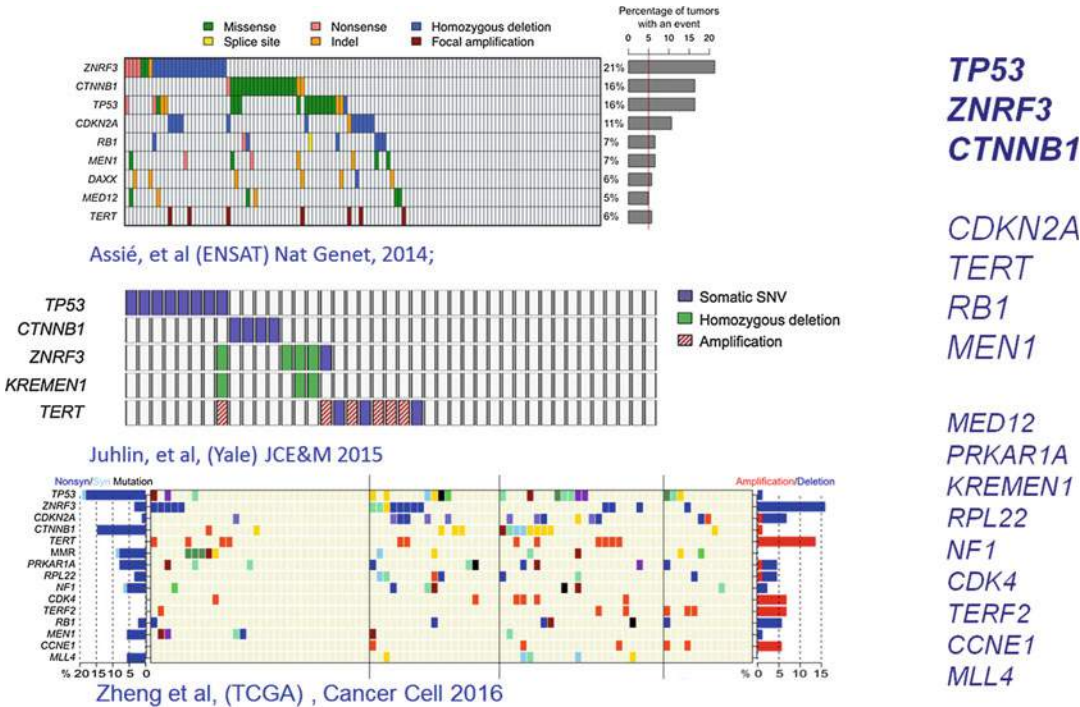 Percentage of tumors
with an event
Missense Nonsense Homozygous deletion
Splice site Indel Focal amplification
0 5 10 15 20
ZNRF3 21%
CTNNB1 16%
TP53 16%
CDKN2A 11%
RB1 7%
MEN1 7%
DAXX 6%
MED12 5%
TERT 6%
Assié, et al (ENSAT) Nat Genet, 2014;
TP53
CTNNB1
ZNRF3
KREMEN1
TERT
Somatic SNV
Homozygous deletion
Amplification
Juhlin, et al, (Yale) JCE&M 2015
Nonsyn/Syn Mutation
Amplification/Deletion
TP53
ZNRF3
CDKN2A
CTNNB1
TERT
MMR
PRKAR1A
RPL22
NF1
CDK4
TERF2
RB1
MEN1
CCNE1
MLL4
% 20 15 10 5 0
0 5 10 15 %
Zheng et al, (TCGA) , Cancer Cell 2016
TP53
ZNRF3
CTNNB1
CDKN2A
TERT
RB1
MEN1
MED12
PRKAR1A
KREMEN1
RPL22
NF1
CDK4
TERF2
CCNE1
MLL4